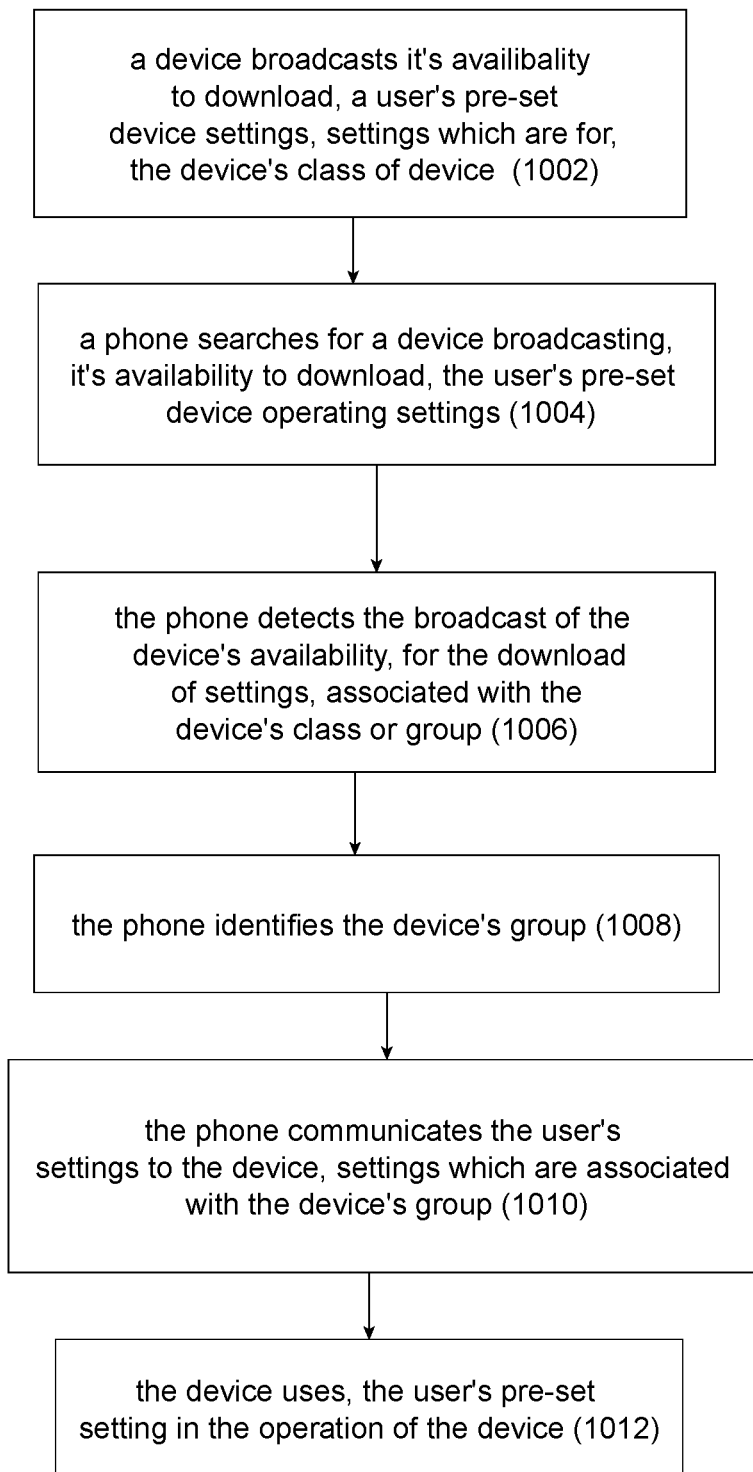 a device broadcasts it's availibality
to download, a user's pre-set
device settings, settings which are for,
the device's class of device (1002)
a phone searches for a device broadcasting,
it's availability to download, the user's pre-set
device operating settings (1004)
the phone detects the broadcast of the
device's availability, for the download
of settings, associated with the
device's class or group (1006)
the phone identifies the device's group (1008)
the phone communicates the user's
settings to the device, settings which are associated
with the device's group (1010)
the device uses, the user's pre-set
setting in the operation of the device (1012)